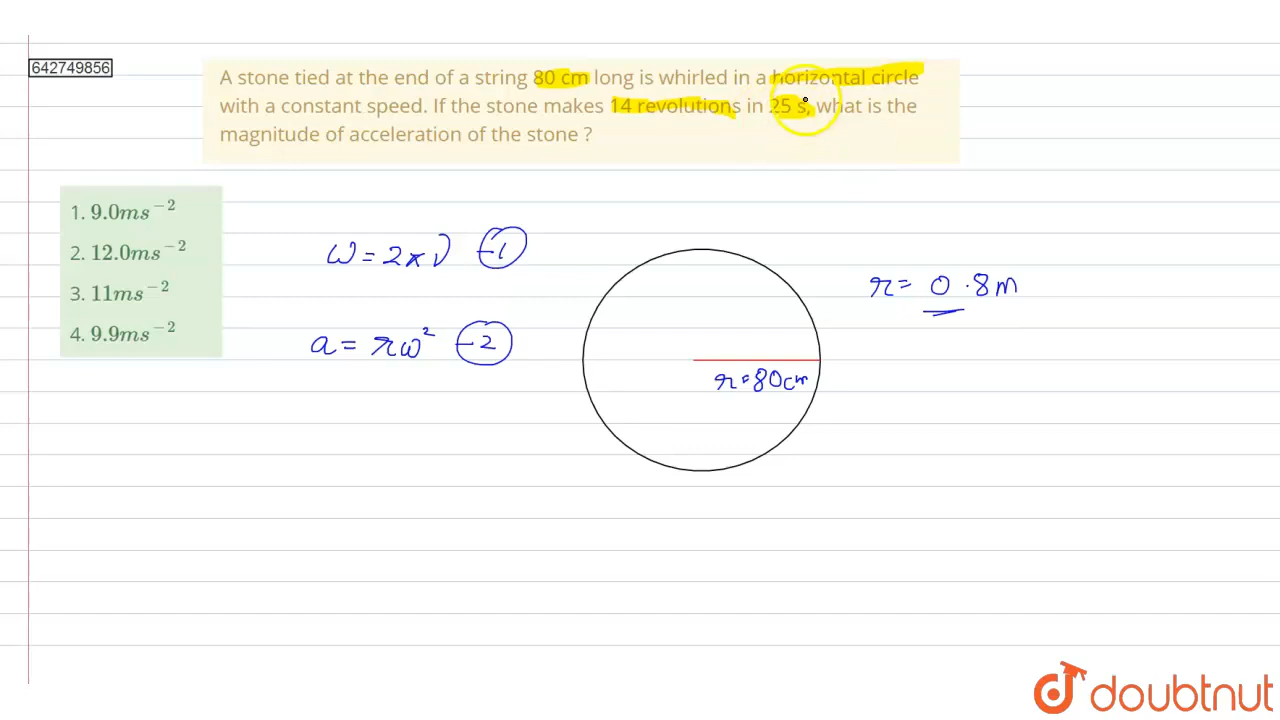 642749856
A stone tied at the end of a string 80 cm long is whirled in a horizontal circle
with a constant speed. If the stone makes 14 revolutions in 25 s, what is the
magnitude of acceleration of the stone ?
1. 9.0ms⁻²
2. 12.0ms⁻²
3. 11ms⁻²
4. 9.9ms⁻²
ω = 2πν –1
a = rω² –2
r = 80cm
r = 0.8m
doubtnut